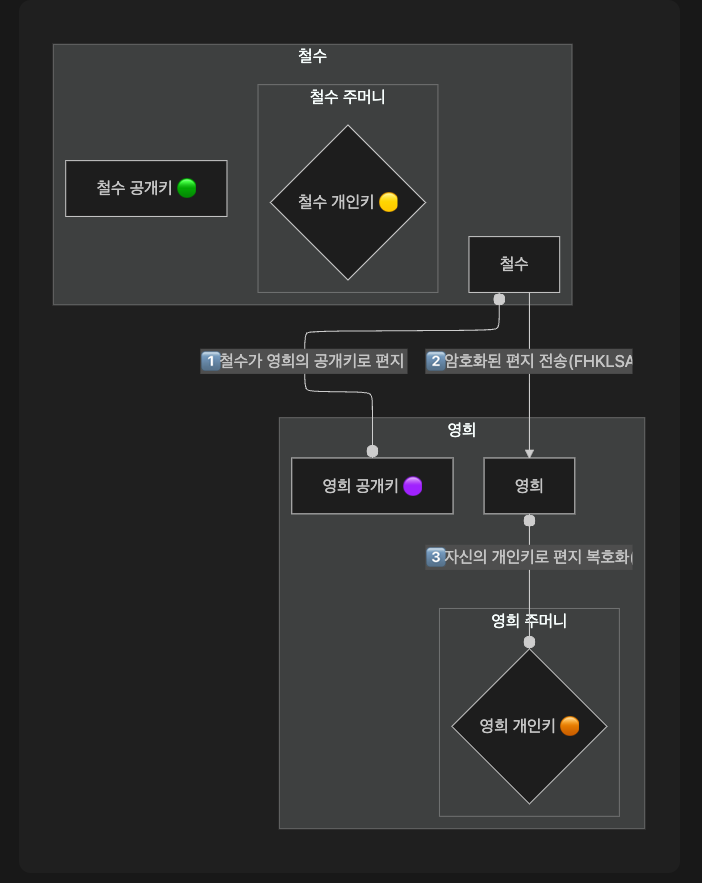 철수
철수 주머니
철수 공개키 🟢
철수 개인키 🟡
철수
1️⃣철수가 영희의 공개키로 편지
2️⃣암호화된 편지 전송(FHKLSA
영희
영희 공개키 🟣
영희
3️⃣자신의 개인키로 편지 복호화(
영희 주머니
영희 개인키 🟠